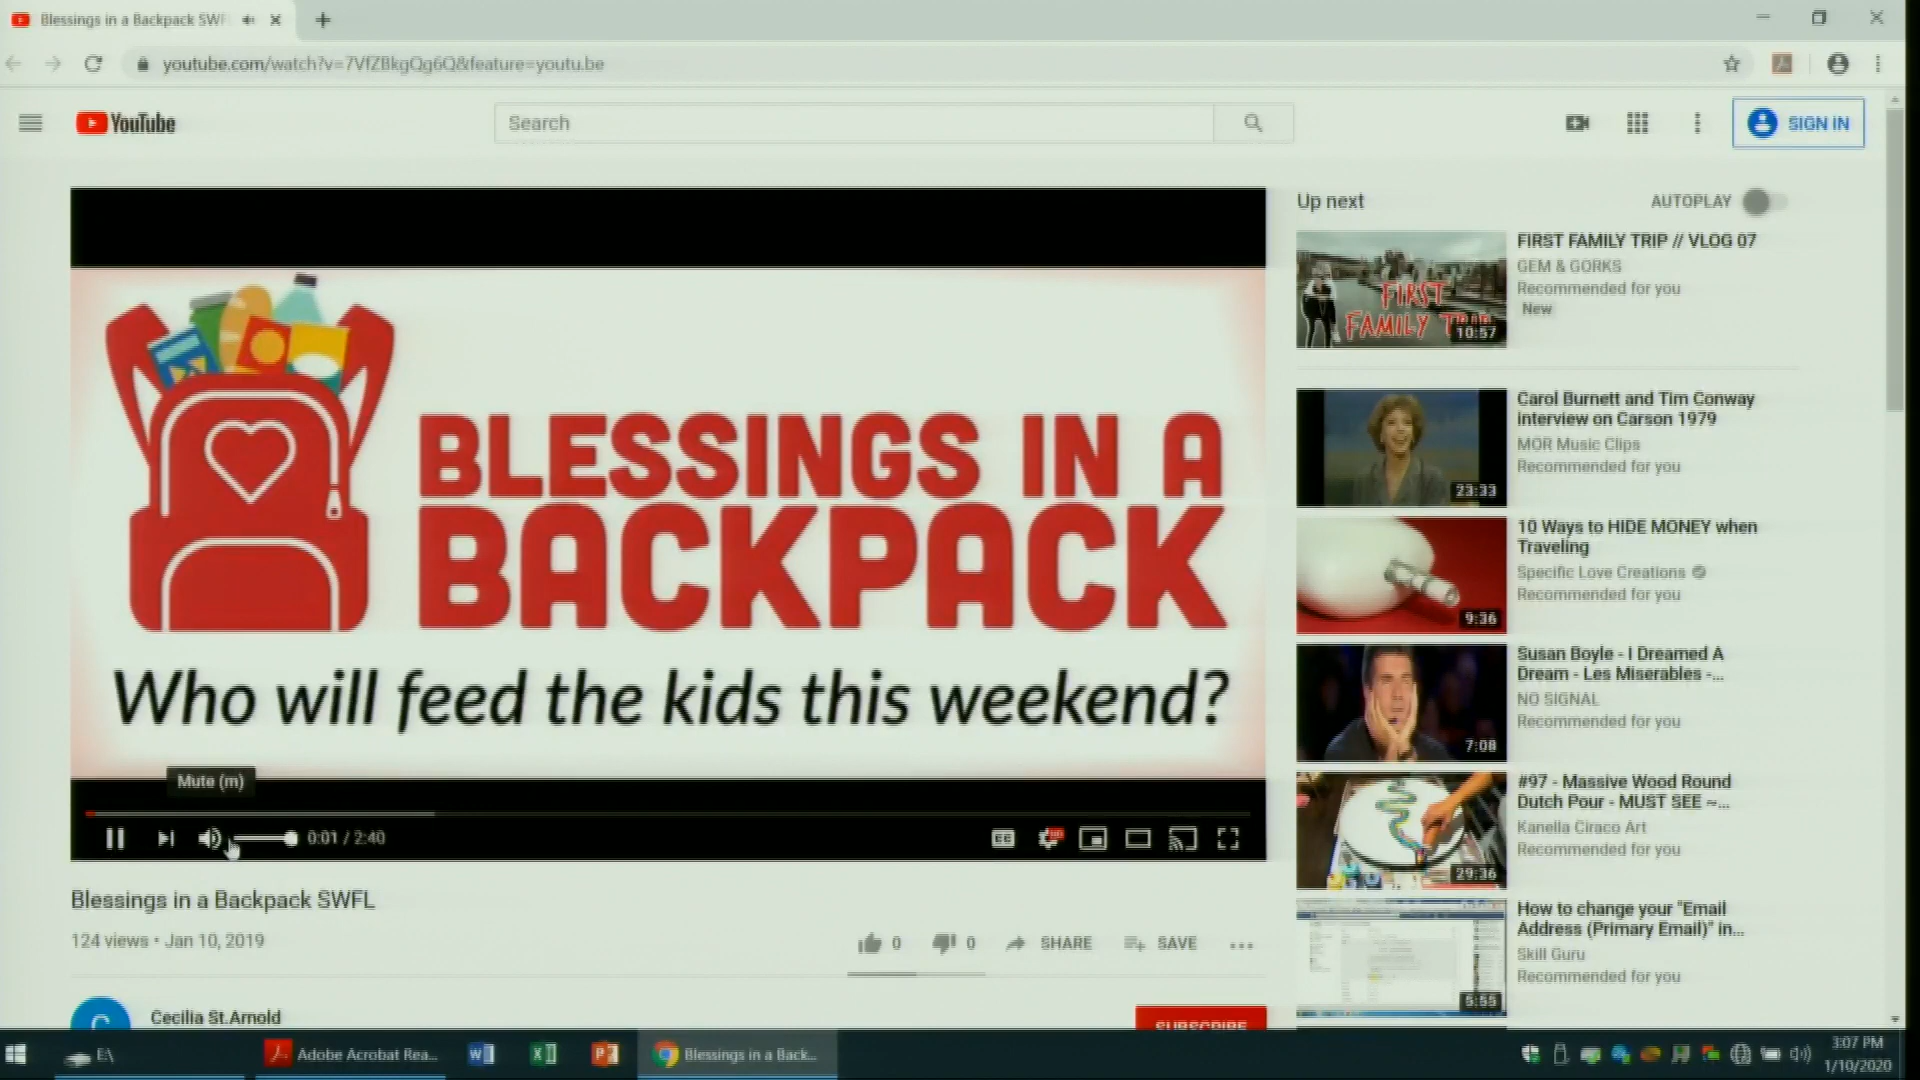 Blessings in a Backpack SWF
youtube.com/watch?v=7VfZBkgQg6Q&feature=youtu.be
YouTube
Search
SIGN IN
BLESSINGS IN A
BACKPACK
Who will feed the kids this weekend?
Mute (m)
0:01 / 2:40
CC
HD
Blessings in a Backpack SWFL
124 views • Jan 10, 2019
0
0
SHARE
SAVE
C
Cecilia St.Arnold
SUBSCRIBE
Up next
AUTOPLAY
FIRST
FAMILY TRIP
10:57
FIRST FAMILY TRIP // VLOG 07
GEM & GORKS
Recommended for you
New
23:33
Carol Burnett and Tim Conway
interview on Carson 1979
MOR Music Clips
Recommended for you
9:36
10 Ways to HIDE MONEY when
Traveling
Specific Love Creations
Recommended for you
7:08
Susan Boyle - I Dreamed A
Dream - Les Miserables -...
NO SIGNAL
Recommended for you
29:36
#97 - Massive Wood Round
Dutch Pour - MUST SEE ~...
Kanella Ciraco Art
Recommended for you
5:55
How to change your "Email
Address (Primary Email)" in...
Skill Guru
Recommended for you
E:\
Adobe Acrobat Rea...
Blessings in a Back...
3:07 PM
1/10/2020